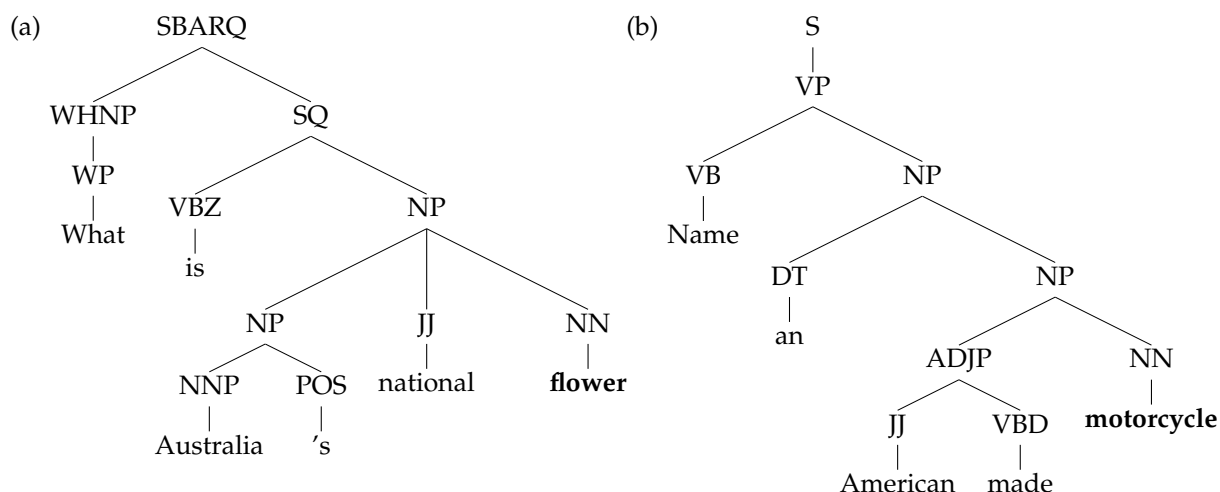 (a) SBARQ
WHNP SQ
WP VBZ NP
What is
NP JJ NN
NNP POS national flower
Australia 's
(b) S
VP
VB NP
Name DT NP
an
ADJP NN
JJ VBD motorcycle
American made